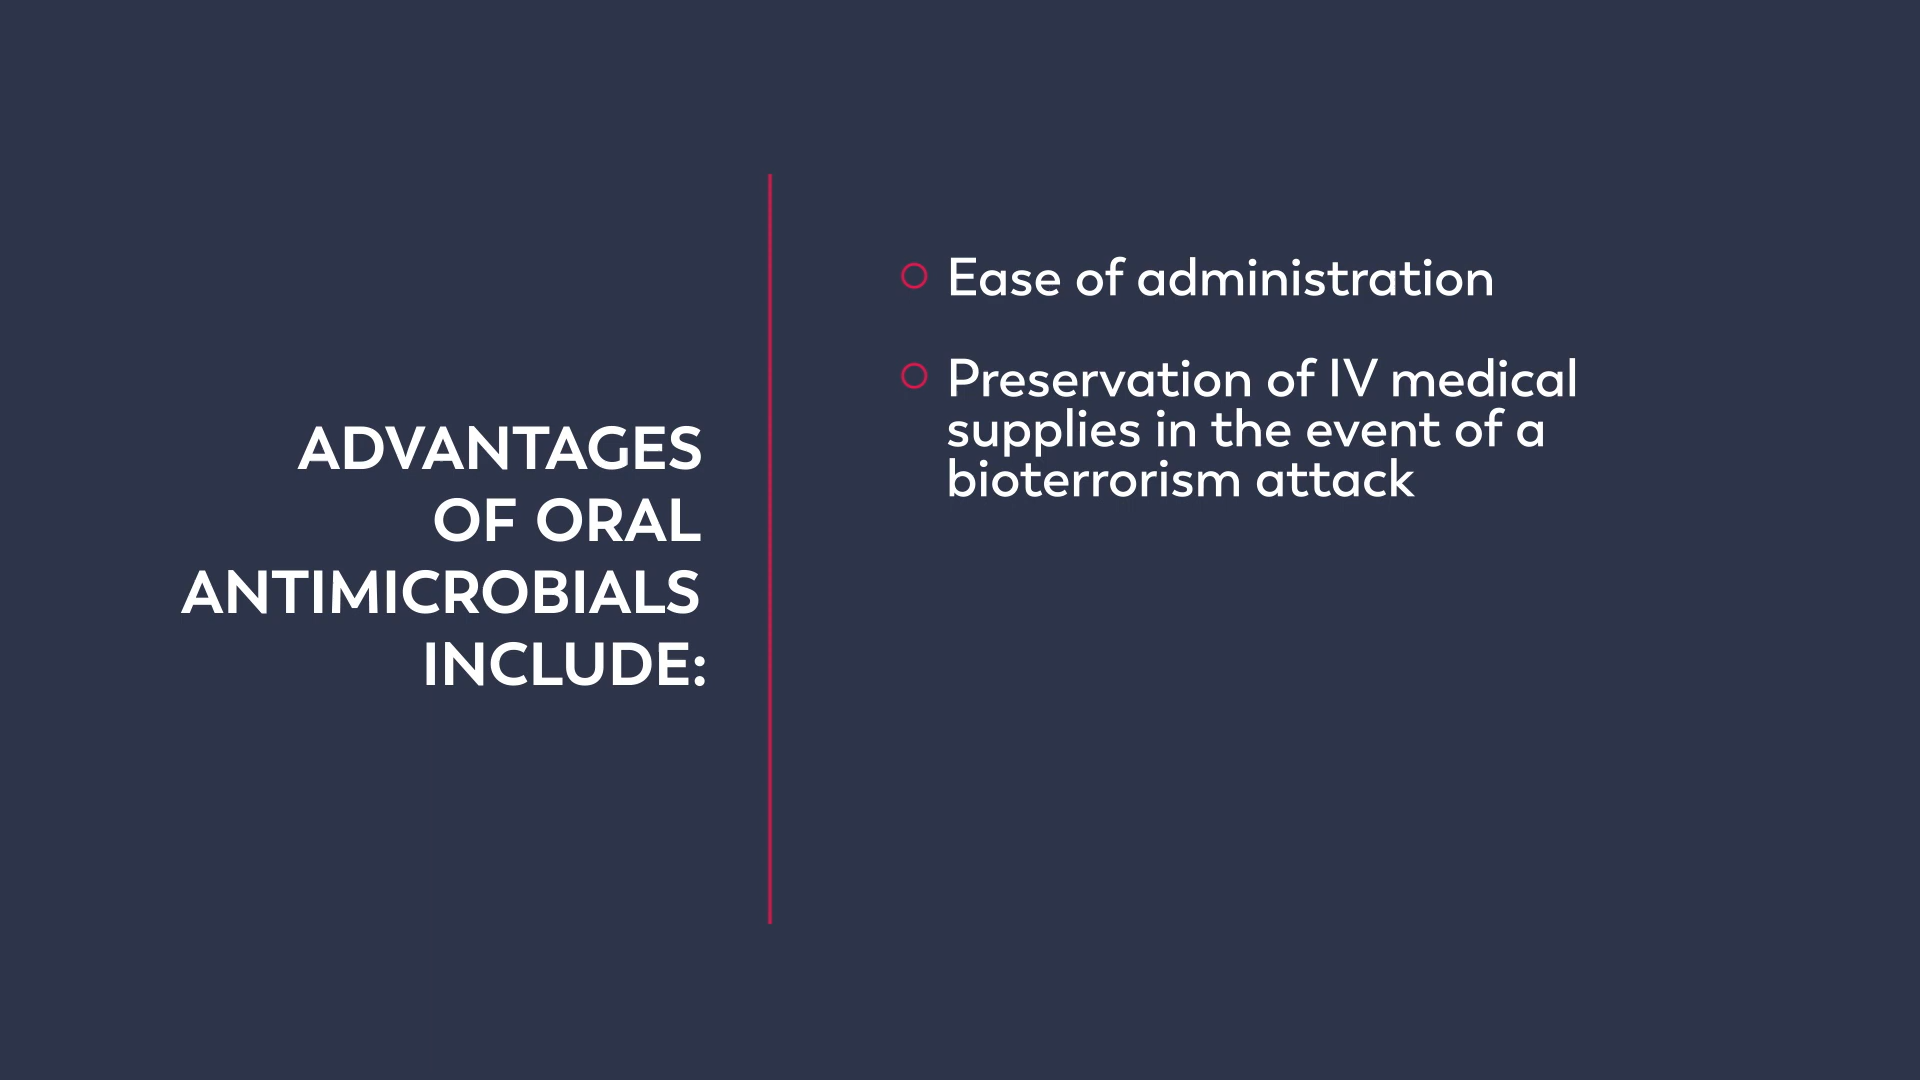 ADVANTAGES
OF ORAL
ANTIMICROBIALS
INCLUDE:
Ease of administration
Preservation of IV medical
supplies in the event of a
bioterrorism attack